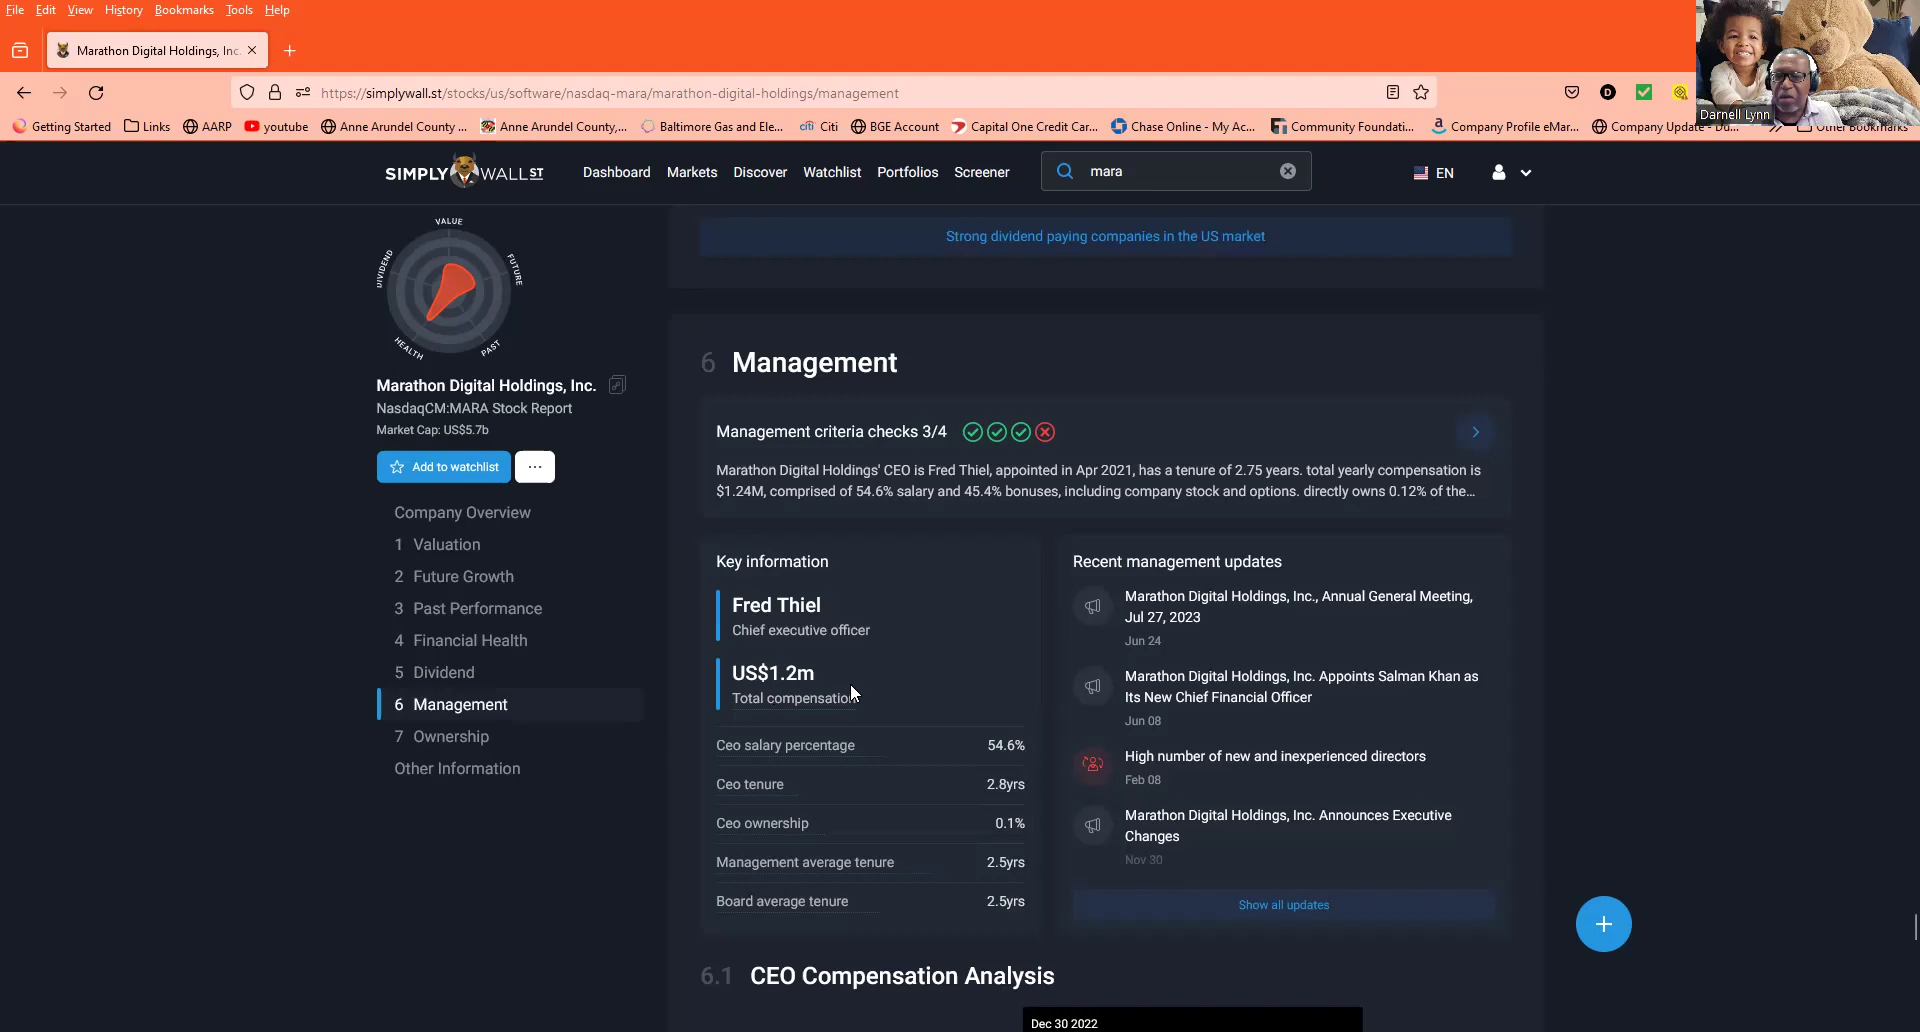 File Edit View History Bookmarks Tools Help
Marathon Digital Holdings, Inc.
https://simplywall.st/stocks/us/software/nasdaq-mara/marathon-digital-holdings/management
Darnell Lynn
Getting Started Links AARP youtube Anne Arundel County ... Anne Arundel County,... Baltimore Gas and Ele... citi Citi BGE Account Capital One Credit Car... Chase Online - My Ac... Community Foundati... Company Profile eMar... Company Update - Du... Other Bookmarks
SIMPLY WALL ST Dashboard Markets Discover Watchlist Portfolios Screener mara EN
VALUE
FUTURE
PAST
HEALTH
DIVIDEND
Marathon Digital Holdings, Inc.
NasdaqCM:MARA Stock Report
Market Cap: US$5.7b
Add to watchlist ...
Company Overview
1 Valuation
2 Future Growth
3 Past Performance
4 Financial Health
5 Dividend
6 Management
7 Ownership
Other Information
Strong dividend paying companies in the US market
6 Management
Management criteria checks 3/4
Marathon Digital Holdings' CEO is Fred Thiel, appointed in Apr 2021, has a tenure of 2.75 years. total yearly compensation is
$1.24M, comprised of 54.6% salary and 45.4% bonuses, including company stock and options. directly owns 0.12% of the...
Key information
Fred Thiel
Chief executive officer
US$1.2m
Total compensation
Ceo salary percentage 54.6%
Ceo tenure 2.8yrs
Ceo ownership 0.1%
Management average tenure 2.5yrs
Board average tenure 2.5yrs
Recent management updates
Marathon Digital Holdings, Inc., Annual General Meeting,
Jul 27, 2023
Jun 24
Marathon Digital Holdings, Inc. Appoints Salman Khan as
Its New Chief Financial Officer
Jun 08
High number of new and inexperienced directors
Feb 08
Marathon Digital Holdings, Inc. Announces Executive
Changes
Nov 30
Show all updates
6.1 CEO Compensation Analysis
Dec 30 2022